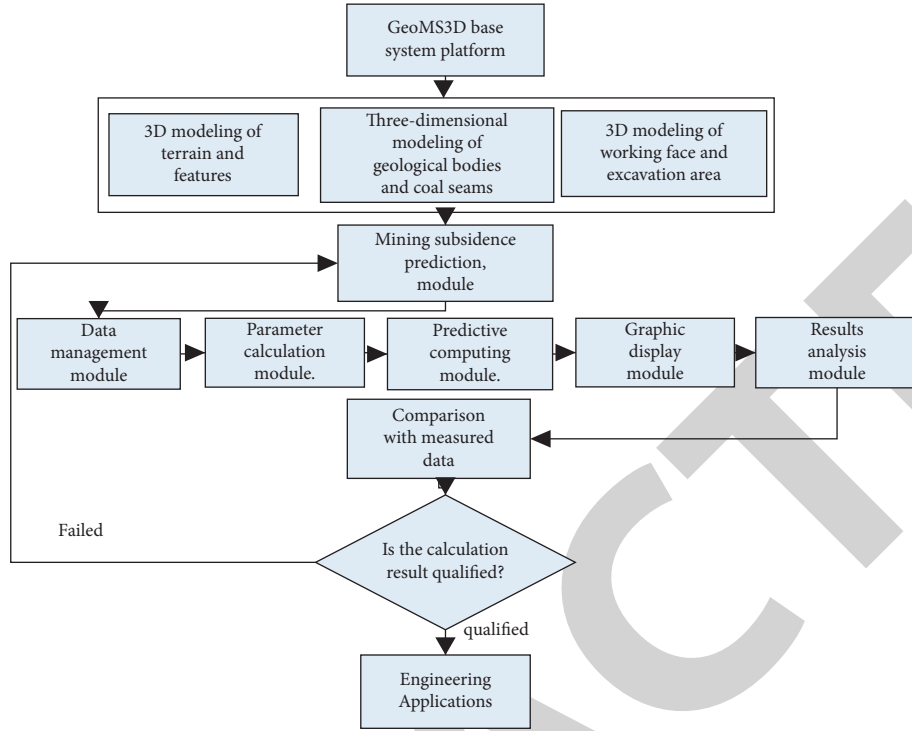 GeoMS3D base
system platform
3D modeling of
terrain and
features
Three-dimensional
modeling of
geological bodies
and coal seams
3D modeling of
working face and
excavation area
Mining subsidence
prediction,
module
Data
management
module
Parameter
calculation
module.
Predictive
computing
module.
Graphic
display
module
Results
analysis
module
Comparison
with measured
data
Failed
Is the calculation
result qualified?
qualified
Engineering
Applications